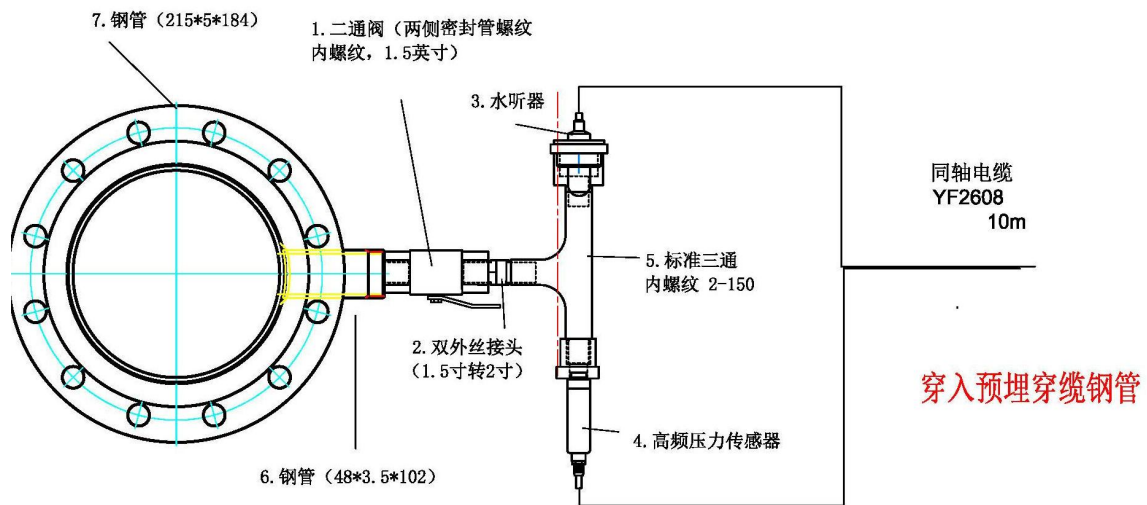 7.钢管（215*5*184）
1.二通阀（两侧密封管螺纹
内螺纹，1.5英寸）
3.水听器
同轴电缆
YF2608
10m
5.标准三通
内螺纹 2-150
2.双外丝接头
（1.5寸转2寸）
穿入预埋穿缆钢管
4.高频压力传感器
6.钢管（48*3.5*102）